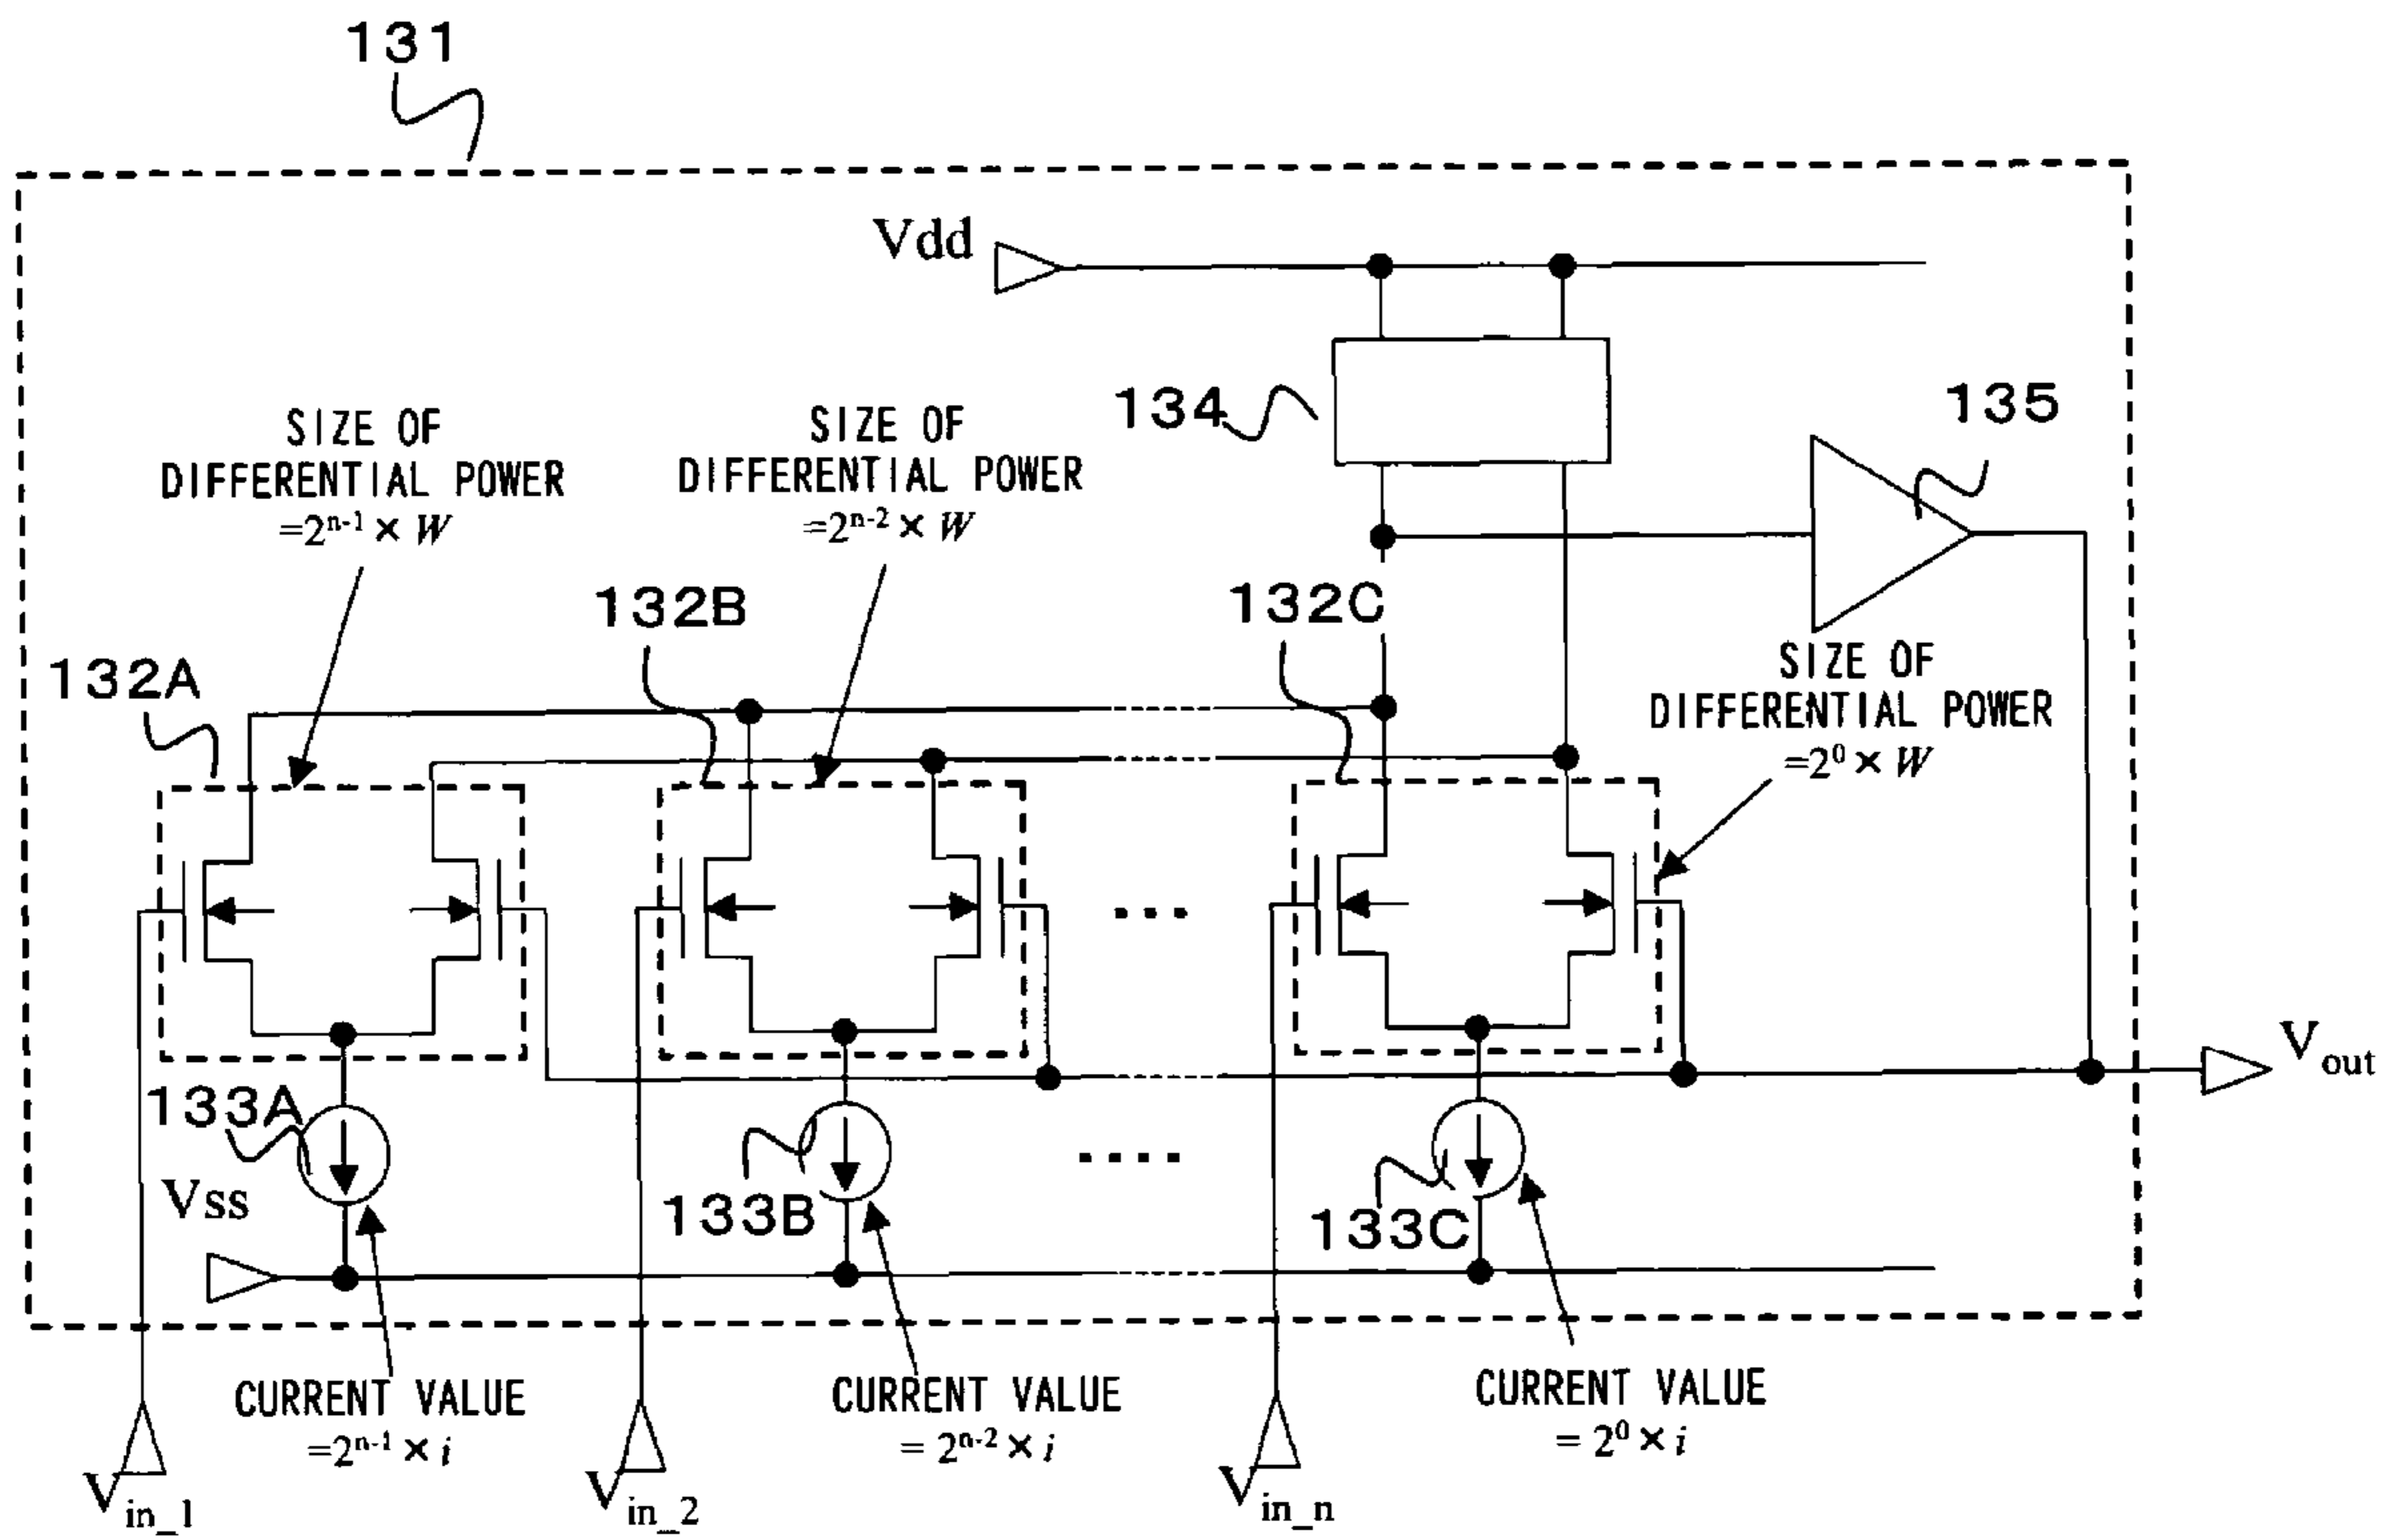 131
Vdd
134
135
SIZE OF
DIFFERENTIAL POWER
=2ⁿ⁻¹ × W
SIZE OF
DIFFERENTIAL POWER
=2ⁿ⁻² × W
132A
132B
132C
SIZE OF
DIFFERENTIAL POWER
=2⁰ × W
...
Vout
133A
133B
133C
....
Vss
CURRENT VALUE
=2ⁿ⁻¹ × i
CURRENT VALUE
= 2ⁿ⁻² × i
CURRENT VALUE
= 2⁰ × i
Vin_1
Vin_2
Vin_n